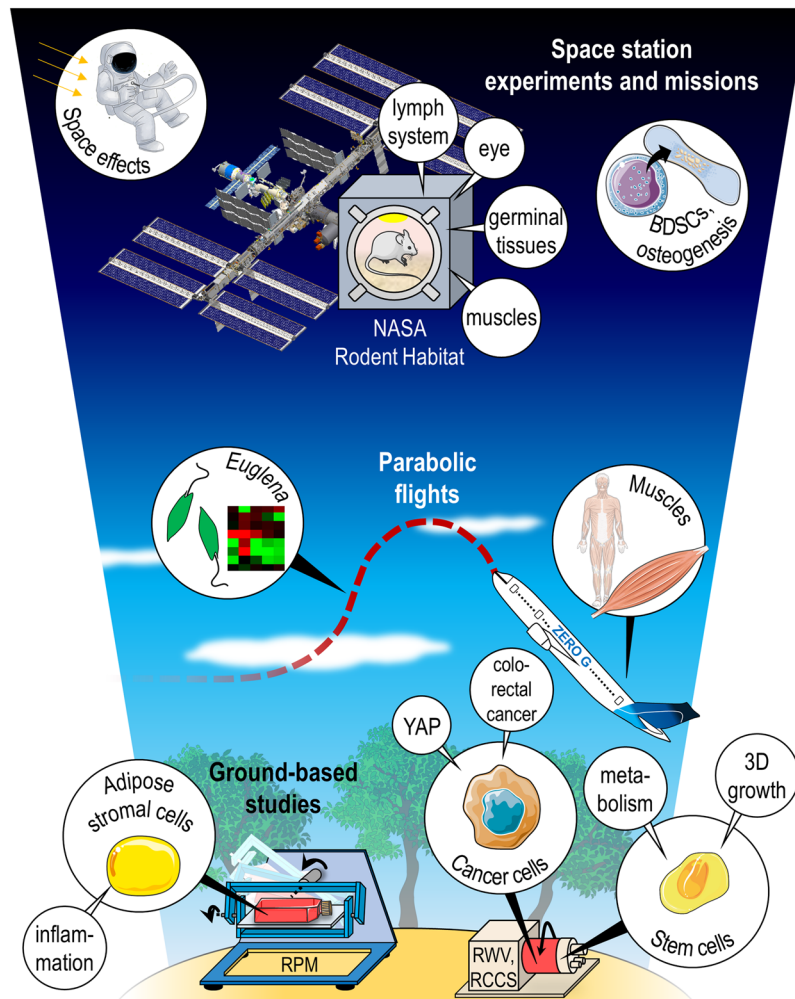 Space station
experiments and missions
Space effects
lymph
system
eye
germinal
tissues
muscles
NASA
Rodent Habitat
BDSCs,
osteogenesis
Parabolic
flights
Euglena
Muscles
ZERO G
colo-
rectal
cancer
YAP
Cancer cells
Ground-based
studies
Adipose
stromal cells
inflam-
mation
RPM
RWV,
RCCS
meta-
bolism
3D
growth
Stem cells